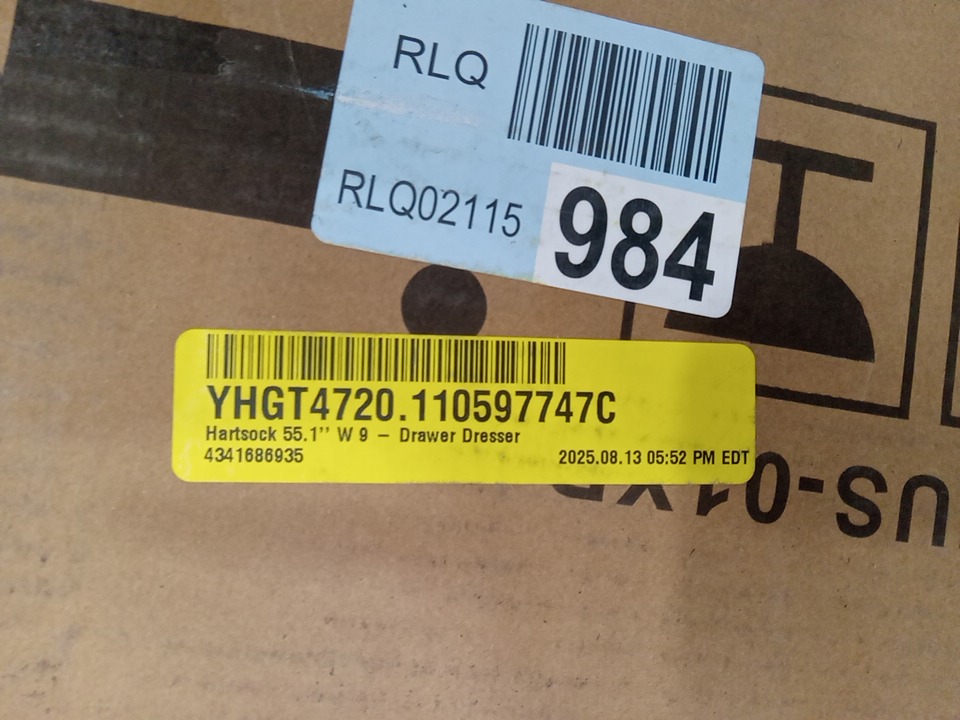 RLQ
RLQ02115
984
YHGT4720.110597747C
Hartsock 55.1'' W 9 – Drawer Dresser
4341686935
2025.08.13 05:52 PM EDT